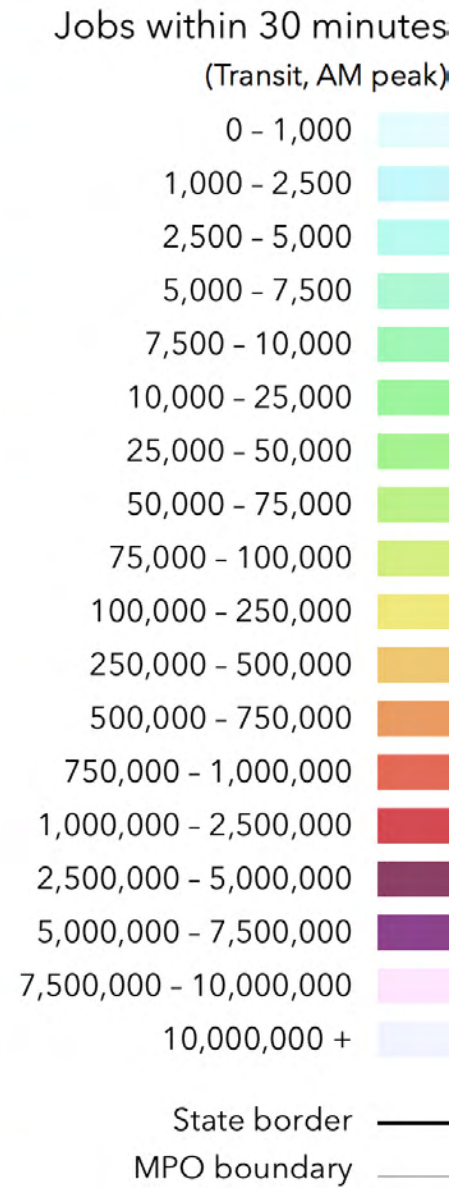 Jobs within 30 minutes
(Transit, AM peak)
0 – 1,000
1,000 – 2,500
2,500 – 5,000
5,000 – 7,500
7,500 – 10,000
10,000 – 25,000
25,000 – 50,000
50,000 – 75,000
75,000 – 100,000
100,000 – 250,000
250,000 – 500,000
500,000 – 750,000
750,000 – 1,000,000
1,000,000 – 2,500,000
2,500,000 – 5,000,000
5,000,000 – 7,500,000
7,500,000 – 10,000,000
10,000,000 +
State border
MPO boundary